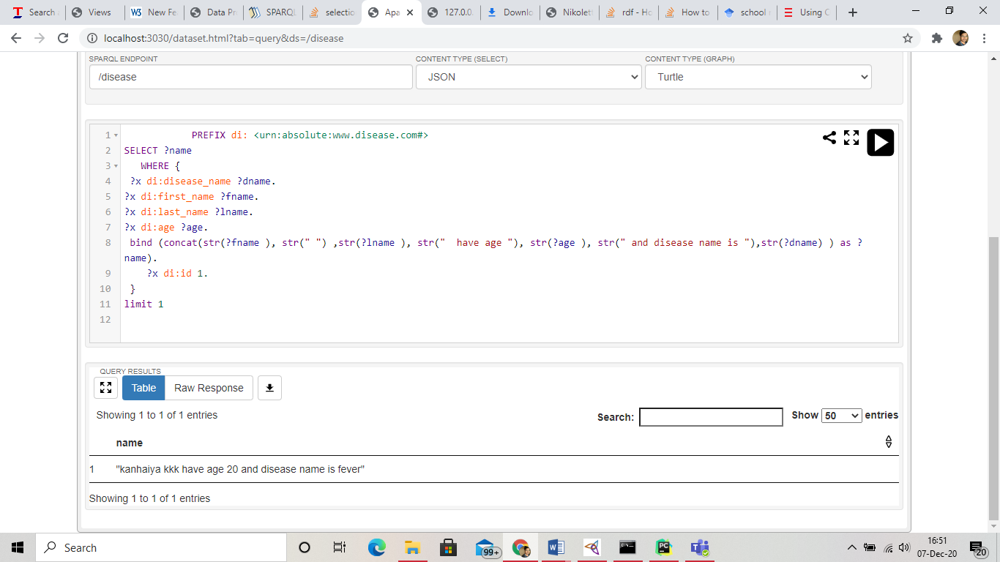 Search
Views
W3 New Fe
Data Pr
SPARQL
selectio
Apa
127.0.0.
Downlo
Nikolett
rdf - Ho
How to
school r
Using C
localhost:3030/dataset.html?tab=query&ds=/disease
SPARQL ENDPOINT
CONTENT TYPE (SELECT)
CONTENT TYPE (GRAPH)
/disease
JSON
Turtle
1 PREFIX di: <urn:absolute:www.disease.com#>
2 SELECT ?name
3 WHERE {
4 ?x di:disease_name ?dname.
5 ?x di:first_name ?fname.
6 ?x di:last_name ?lname.
7 ?x di:age ?age.
8 bind (concat(str(?fname ), str(" ") ,str(?lname ), str("  have age "), str(?age ), str(" and disease name is "),str(?dname) ) as ?
name).
9 ?x di:id 1.
10 }
11 limit 1
12
QUERY RESULTS
Table
Raw Response
Showing 1 to 1 of 1 entries
Search:
Show 50 entries
name
1 "kanhaiya kkk have age 20 and disease name is fever"
Showing 1 to 1 of 1 entries
Search
99+
PC
16:51
07-Dec-20
20